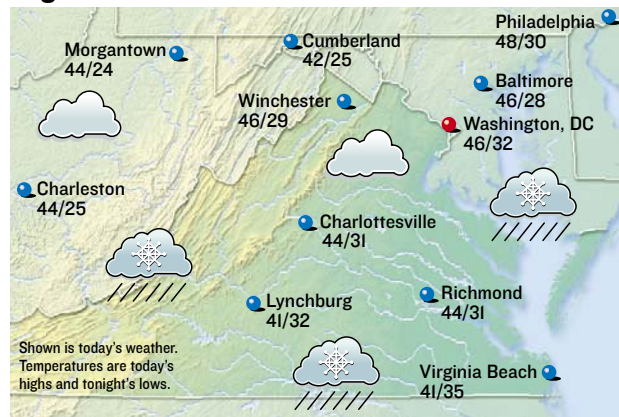 Philadelphia
48/30
Morgantown
44/24
Cumberland
42/25
Baltimore
46/28
Winchester
46/29
Washington, DC
46/32
Charleston
44/25
Charlottesville
44/31
Lynchburg
41/32
Richmond
44/31
Shown is today's weather.
Temperatures are today's
highs and tonight's lows.
Virginia Beach
41/35